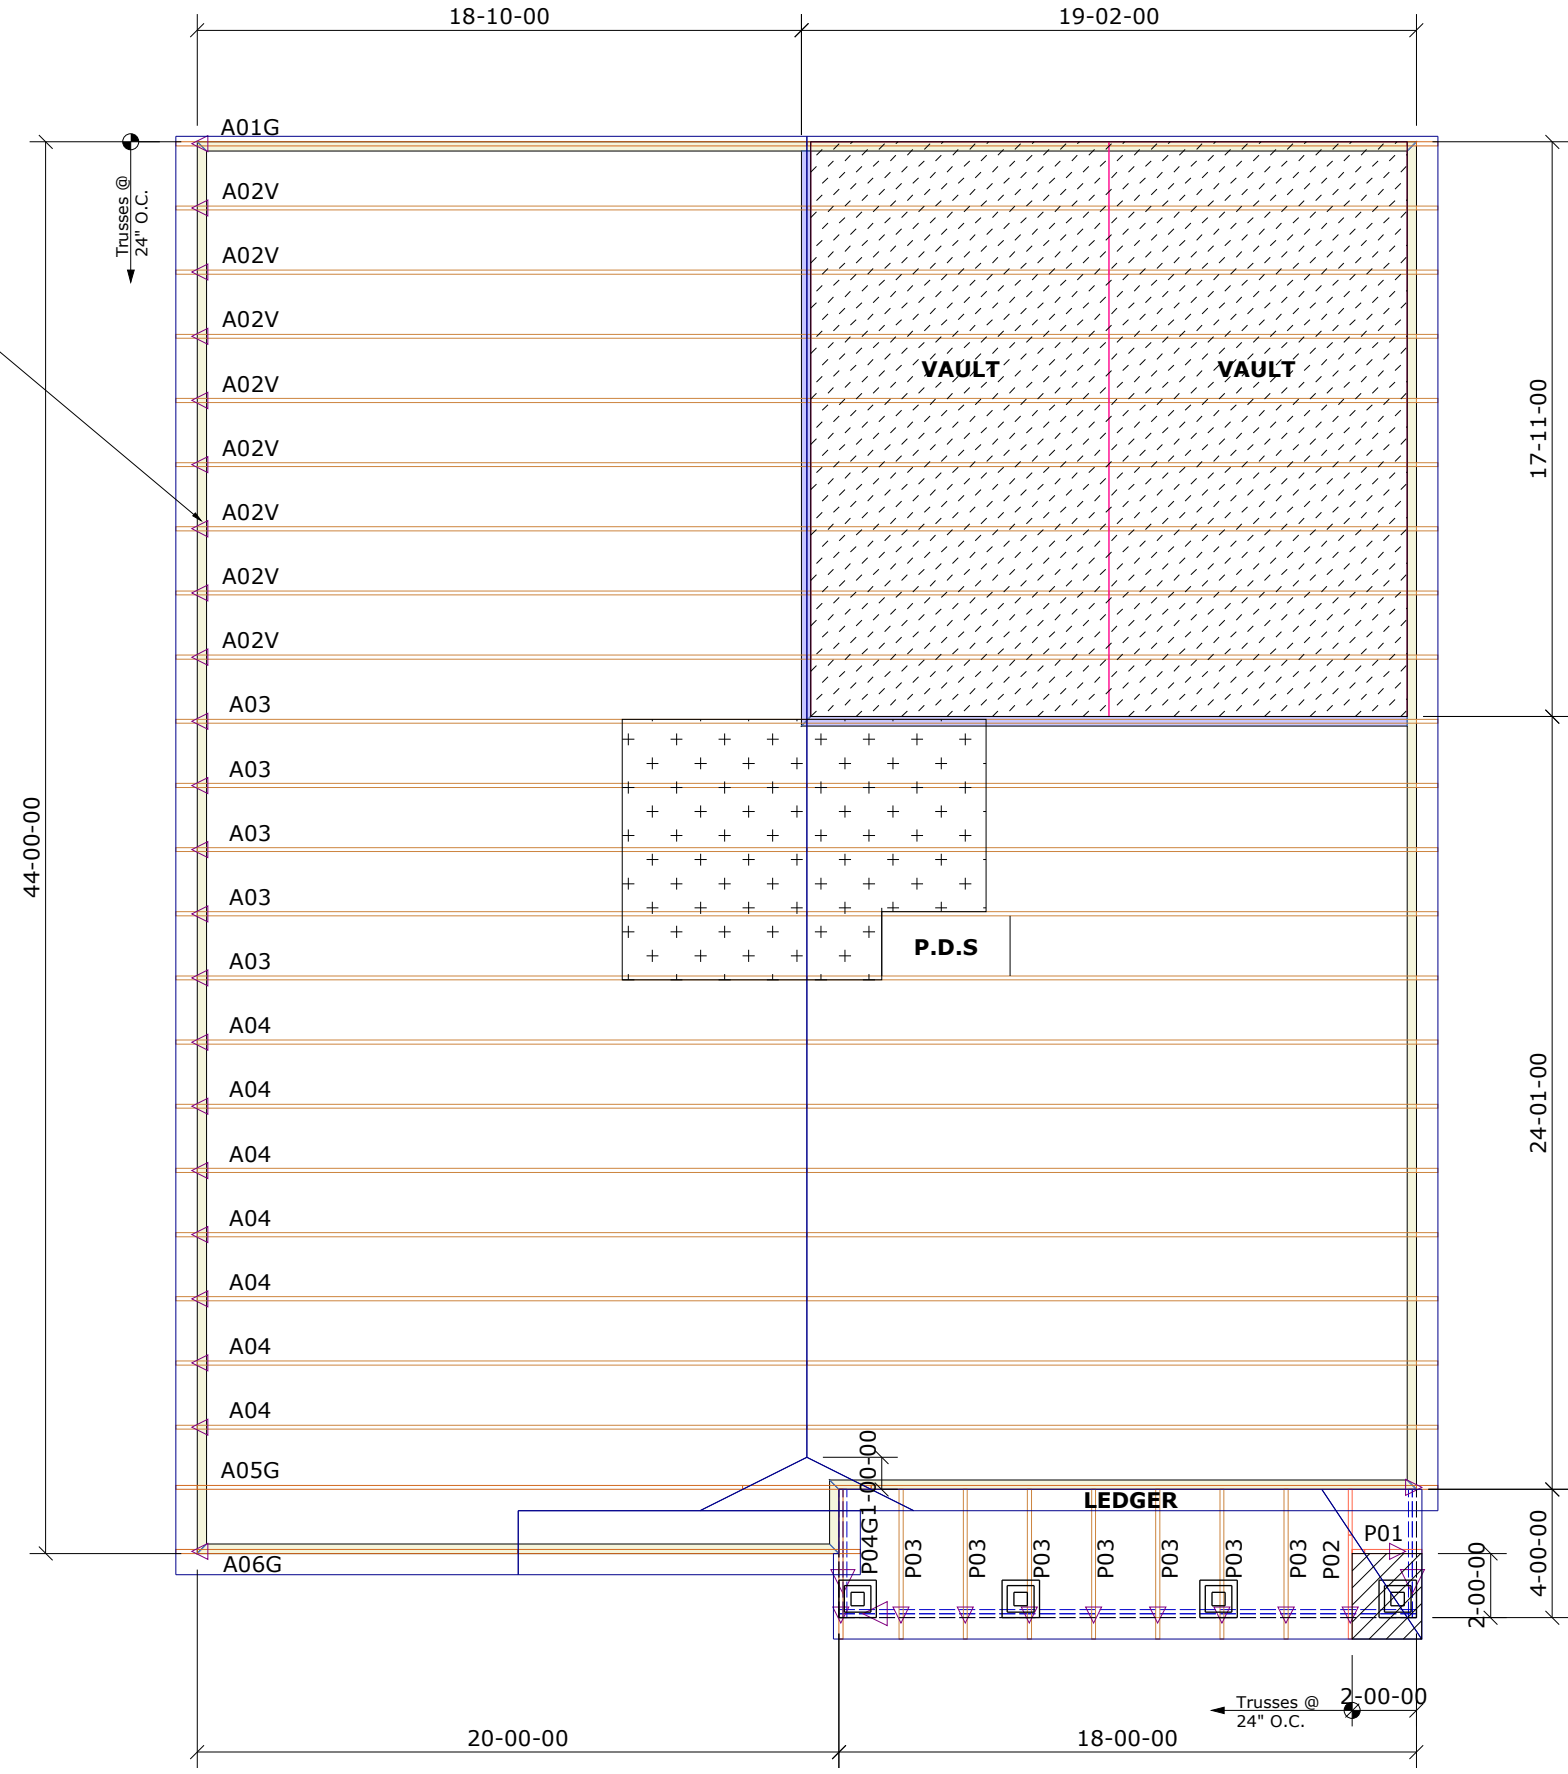 18-10-00
19-02-00
A01G
Trusses @
24" O.C.
A02V
A02V
A02V
A02V
VAULT
VAULT
17-11-00
A02V
A02V
A02V
A02V
A03
A03
44-00-00
A03
A03
P.D.S
A03
A04
A04
24-01-00
A04
A04
A04
A04
A04
1-00-00
A05G
LEDGER
P04G
P03
P03
P03
P03
P03
P03
P03
P02
P01
A06G
2-00-00
4-00-00
2-00-00
Trusses @
24" O.C.
20-00-00
18-00-00